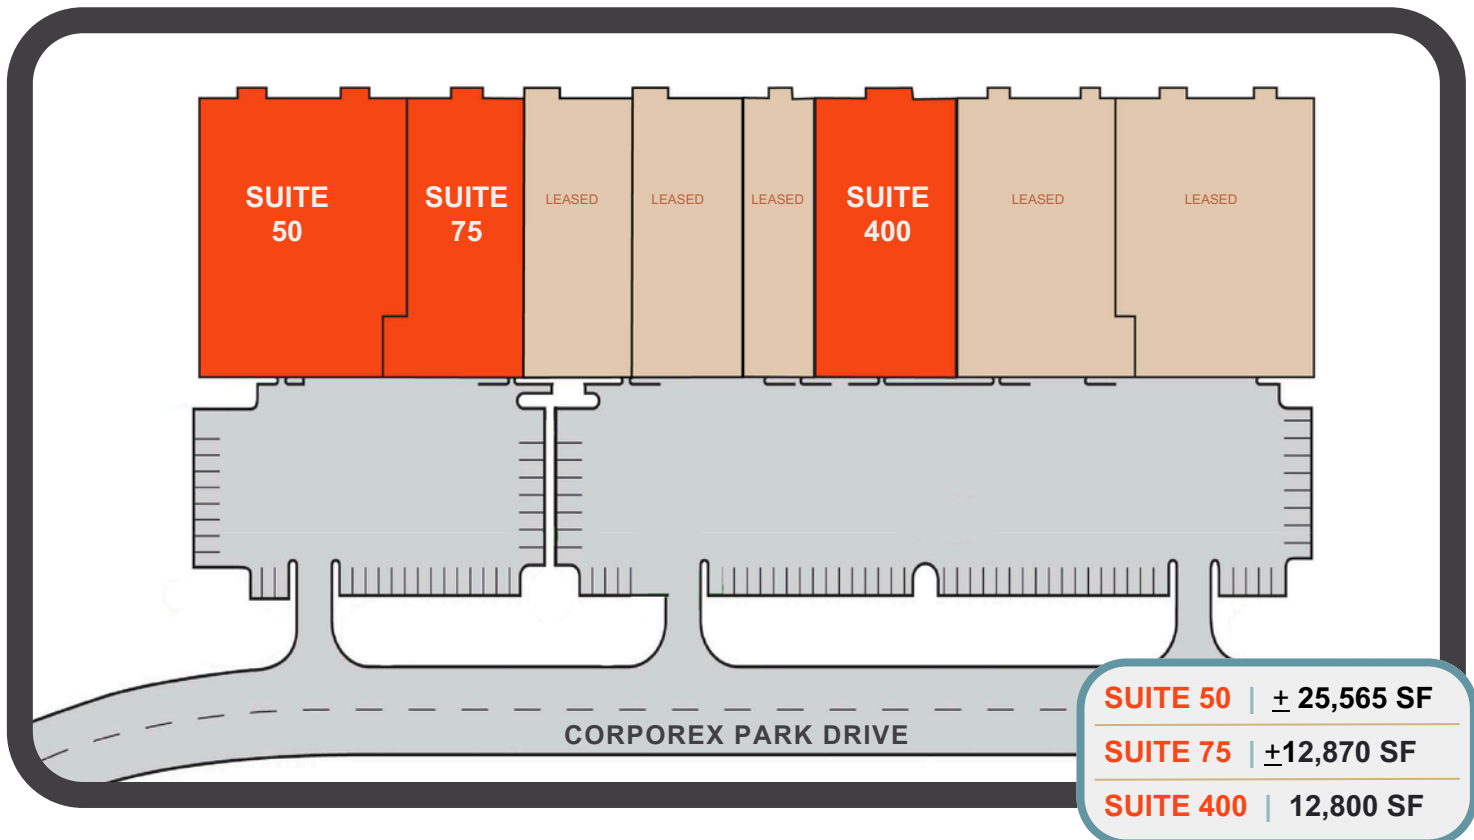 SUITE
50
SUITE
75
LEASED
LEASED
LEASED
SUITE
400
LEASED
LEASED
CORPOREX PARK DRIVE
SUITE 50 | ± 25,565 SF
SUITE 75 | ±12,870 SF
SUITE 400 | 12,800 SF